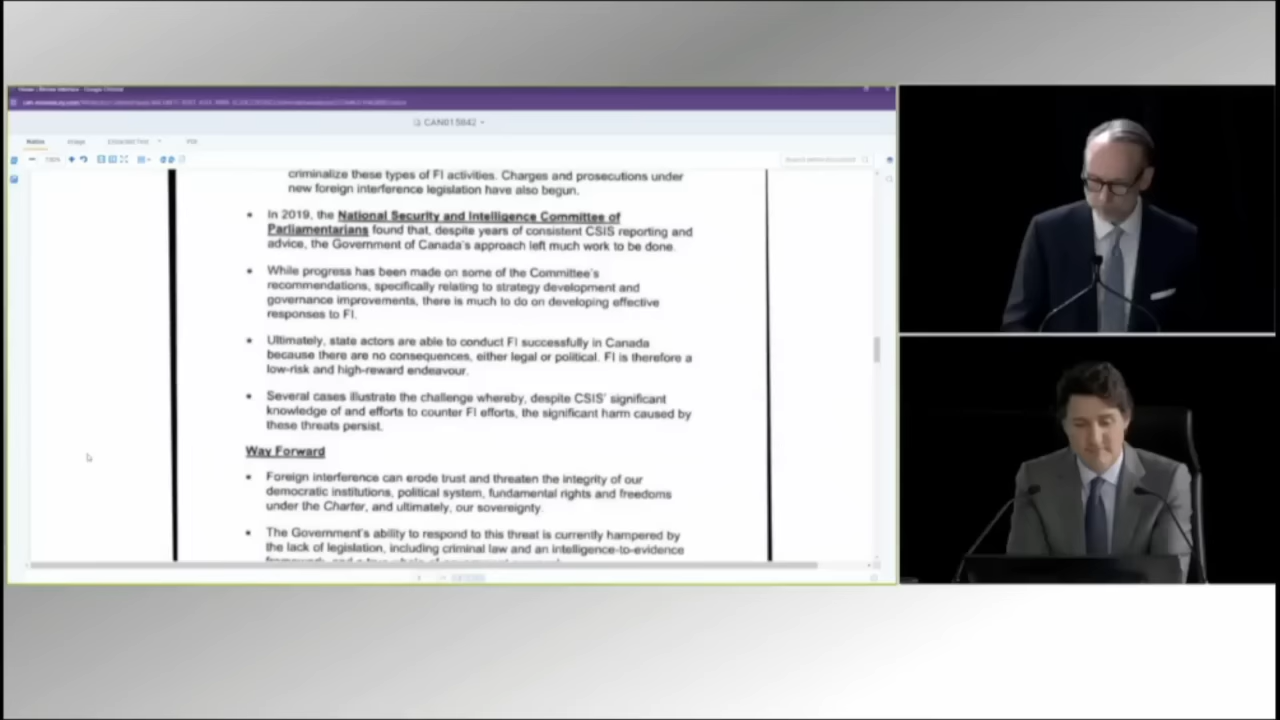 CAN015842
Native Image Extracted Text PDF
criminalize these types of FI activities. Charges and prosecutions under
new foreign interference legislation have also begun.
• In 2019, the National Security and Intelligence Committee of
Parliamentarians found that, despite years of consistent CSIS reporting and
advice, the Government of Canada's approach left much work to be done.
• While progress has been made on some of the Committee's
recommendations, specifically relating to strategy development and
governance improvements, there is much to do on developing effective
responses to FI.
• Ultimately, state actors are able to conduct FI successfully in Canada
because there are no consequences, either legal or political. FI is therefore a
low-risk and high-reward endeavour.
• Several cases illustrate the challenge whereby, despite CSIS' significant
knowledge of and efforts to counter FI efforts, the significant harm caused by
these threats persist.
Way Forward
• Foreign interference can erode trust and threaten the integrity of our
democratic institutions, political system, fundamental rights and freedoms
under the Charter, and ultimately, our sovereignty.
• The Government's ability to respond to this threat is currently hampered by
the lack of legislation, including criminal law and an intelligence-to-evidence